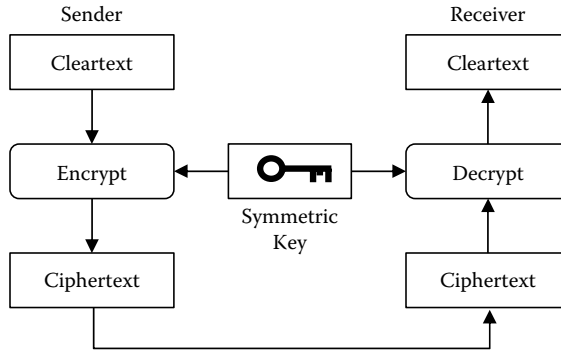 Sender
Receiver
Cleartext
Cleartext
Encrypt
Decrypt
Symmetric
Key
Ciphertext
Ciphertext